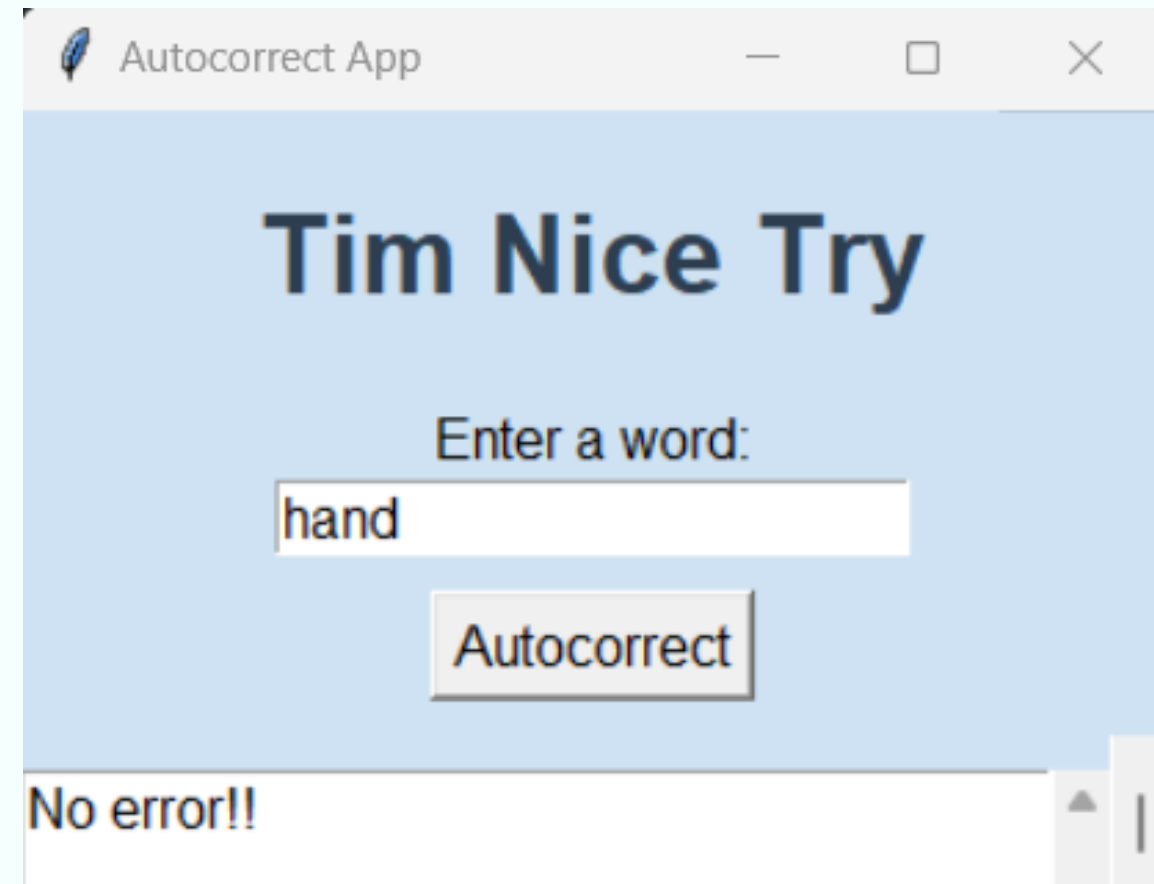 Autocorrect App
Tim Nice Try
Enter a word:
hand
Autocorrect
No error!!